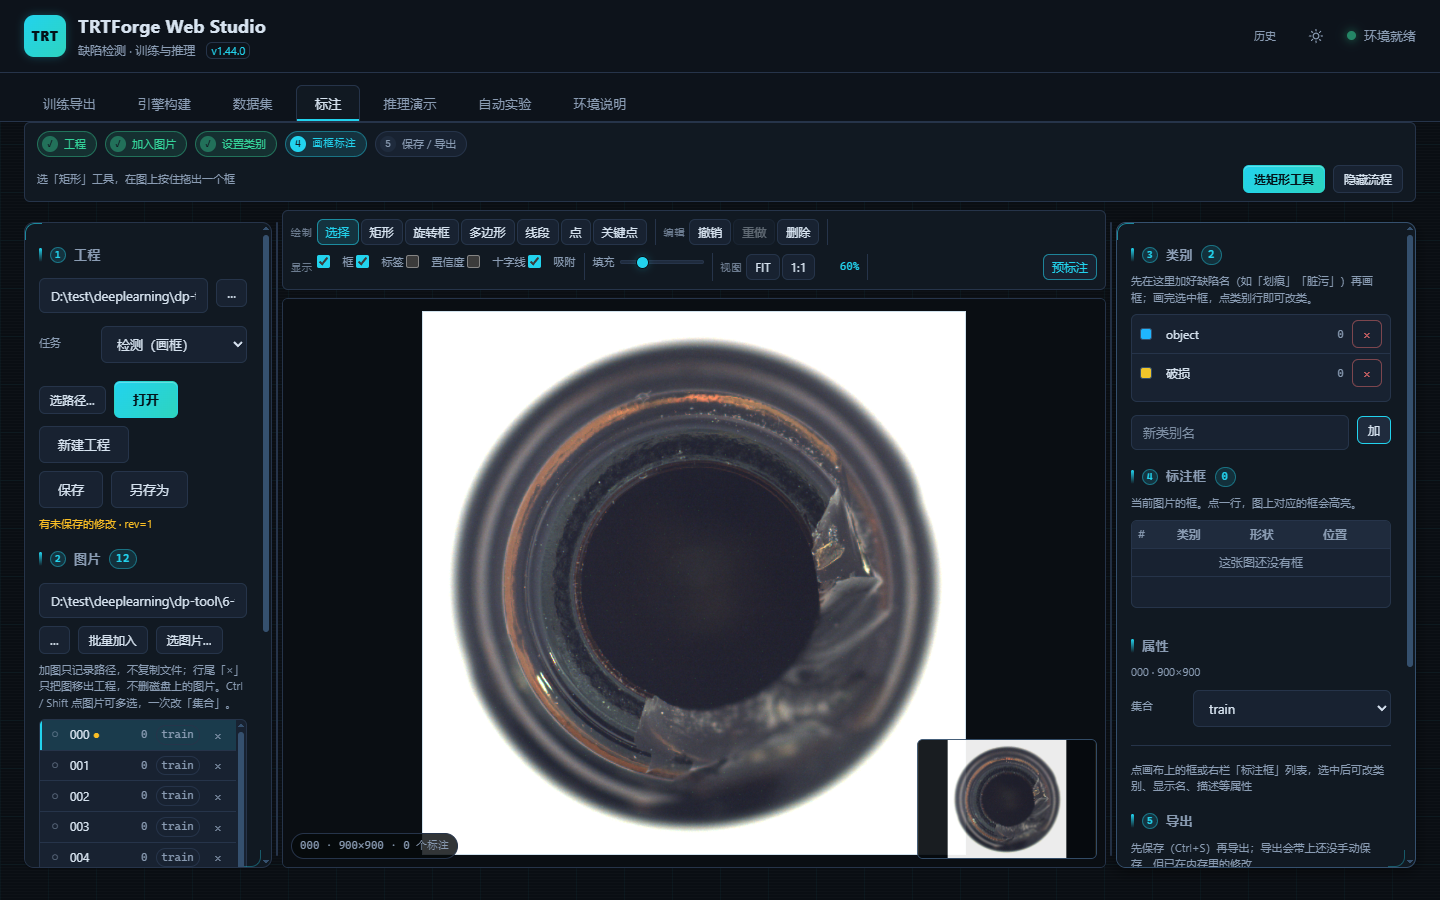 TRT
TRTForge Web Studio
缺陷检测 · 训练与推理 v1.44.0
历史
环境就绪
训练导出 引擎构建 数据集 标注 推理演示 自动实验 环境说明
✓ 工程 ✓ 加入图片 ✓ 设置类别 4 画框标注 5 保存 / 导出
选「矩形」工具，在图上按住拖出一个框
选矩形工具 隐藏流程
1 工程
D:\test\deeplearning\dp- ...
任务 检测（画框）
选路径... 打开
新建工程
保存 另存为
有未保存的修改 · rev=1
2 图片 12
D:\test\deeplearning\dp-tool\6-
... 批量加入 选图片...
加图只记录路径，不复制文件；行尾「×」
只把图移出工程，不删磁盘上的图片。Ctrl
/ Shift 点图片可多选，一次改「集合」。
000 0 train ×
001 0 train ×
002 0 train ×
003 0 train ×
004 0 train ×
绘制 选择 矩形 旋转框 多边形 线段 点 关键点 编辑 撤销 重做 删除
显示 框 标签 置信度 十字线 吸附 填充 视图 FIT 1:1 60% 预标注
000 · 900×900 · 0 个标注
3 类别 2
先在这里加好缺陷名（如「划痕」「脏污」）再画
框；画完选中框，点类别行即可改类。
object 0 ×
破损 0 ×
新类别名 加
4 标注框 0
当前图片的框。点一行，图上对应的框会高亮。
# 类别 形状 位置
这张图还没有框
属性
000 · 900×900
集合 train
点画布上的框或右栏「标注框」列表，选中后可改类
别、显示名、描述等属性
5 导出
先保存（Ctrl+S）再导出；导出会带上还没手动保
存、但已在内存里的修改